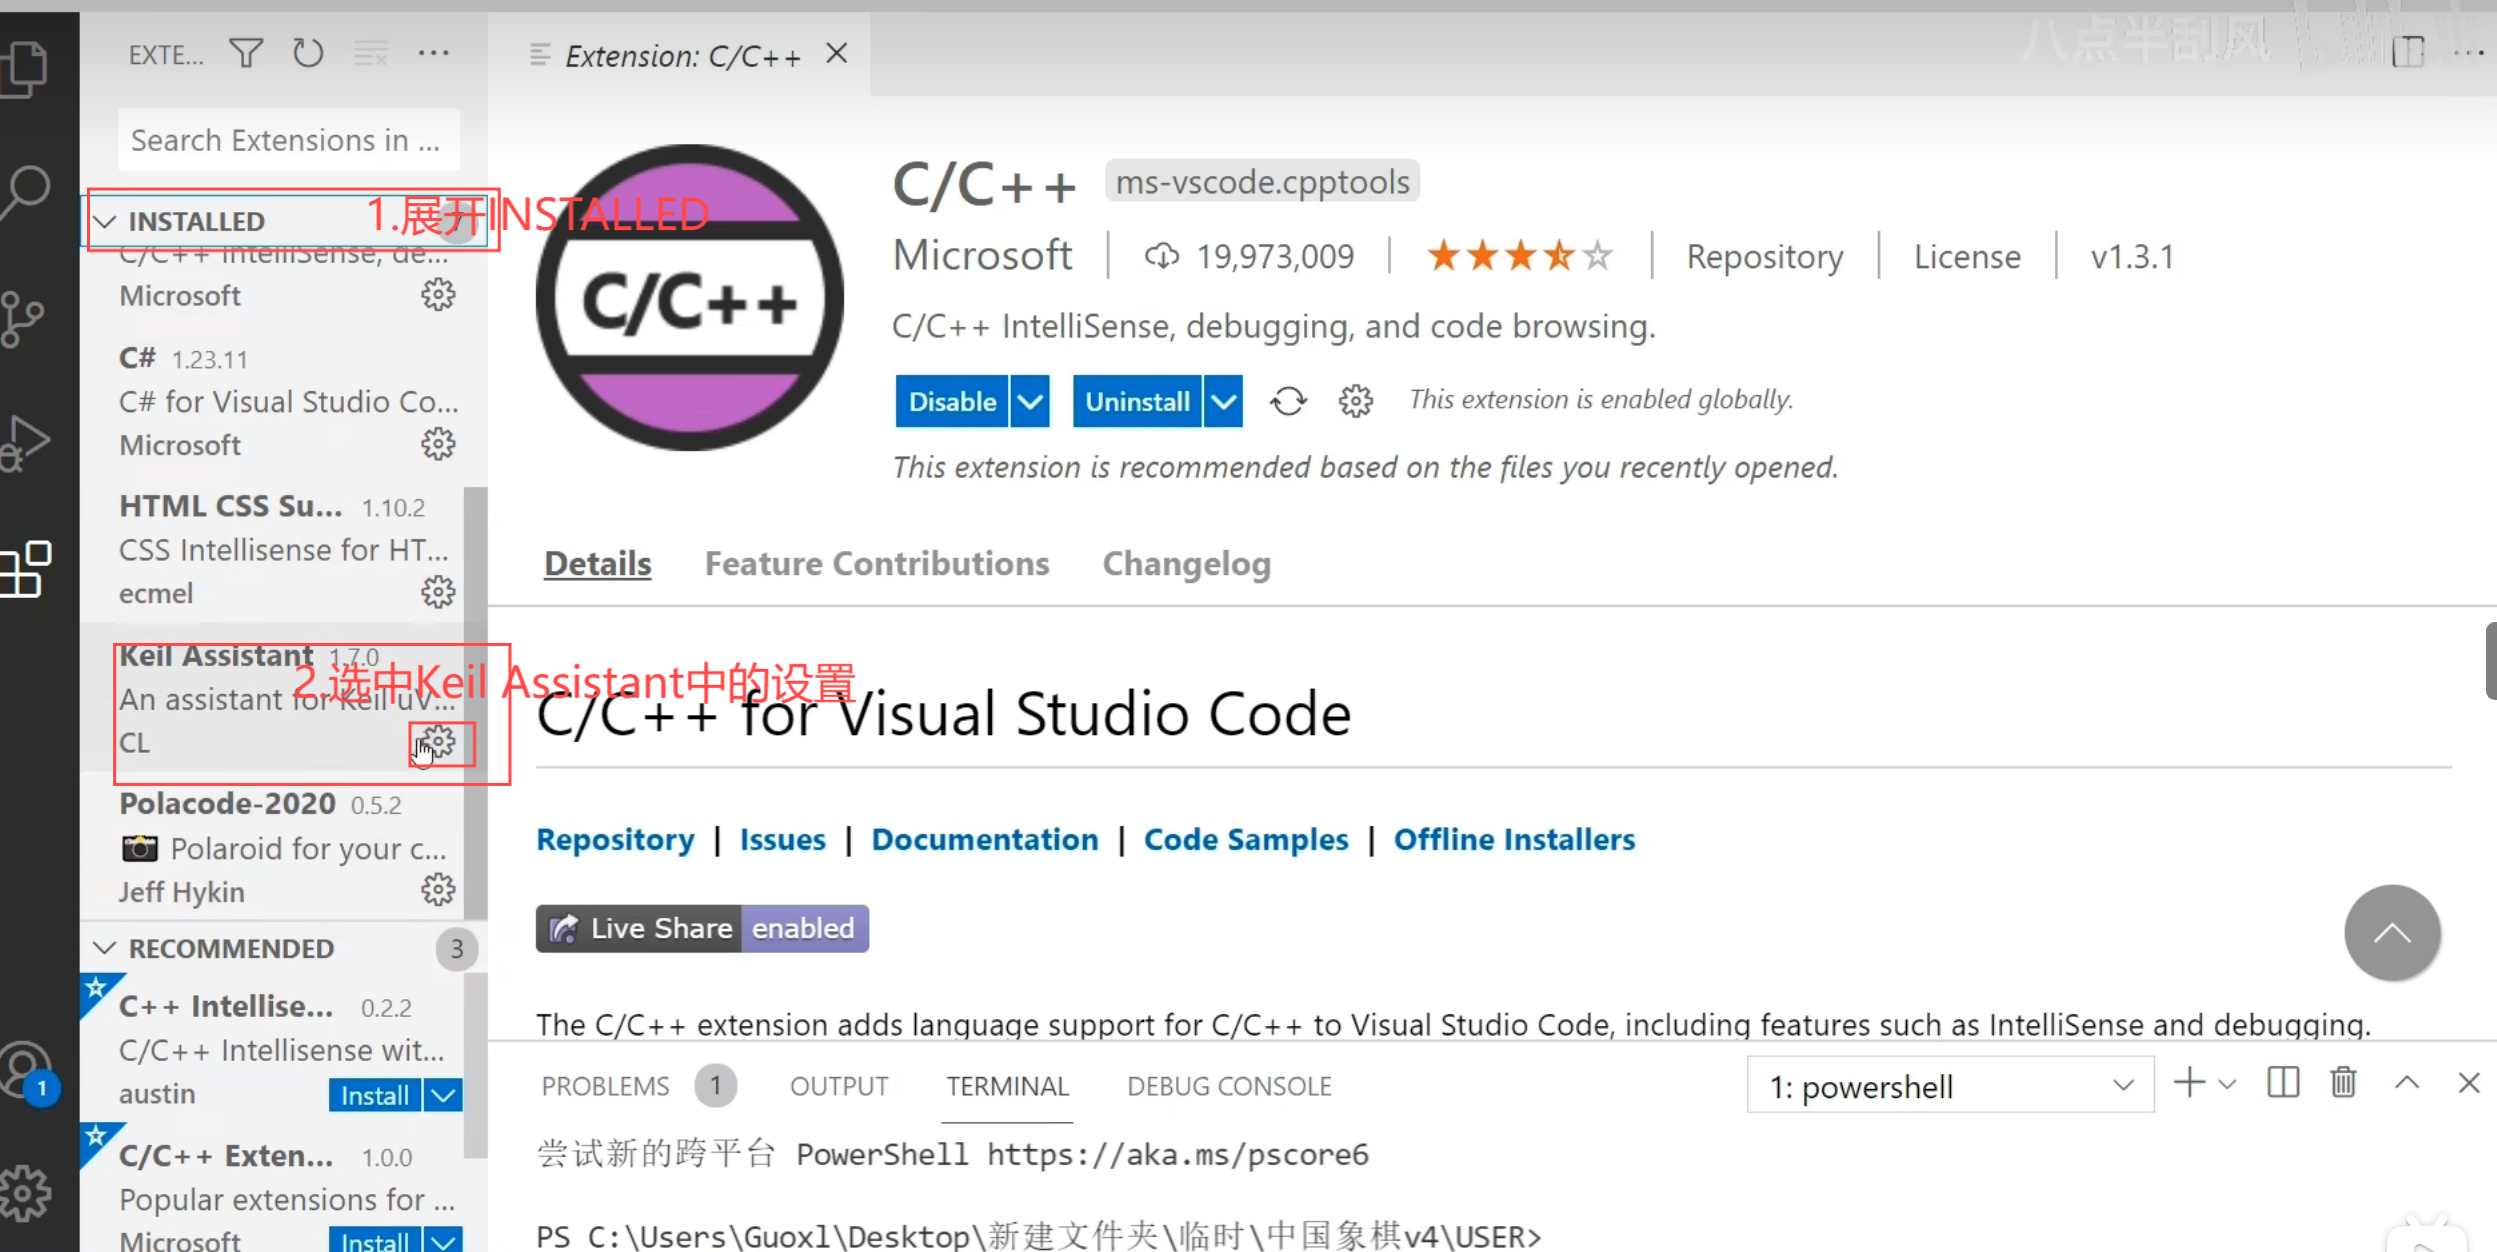 EXTE...
Extension: C/C++
八点半刮风
Search Extensions in ...
INSTALLED
7
1.展开INSTALLED
C/C++ IntelliSense, de...
Microsoft
C# 1.23.11
C# for Visual Studio Co...
Microsoft
HTML CSS Su... 1.10.2
CSS Intellisense for HT...
ecmel
Keil Assistant 1.7.0
2.选中Keil Assistant中的设置
An assistant for Keil uV...
CL
Polacode-2020 0.5.2
Polaroid for your c...
Jeff Hykin
RECOMMENDED
3
C++ Intellise... 0.2.2
C/C++ Intellisense wit...
austin
Install
C/C++ Exten... 1.0.0
Popular extensions for ...
Microsoft
Install
1
C/C++
C/C++ ms-vscode.cpptools
Microsoft 19,973,009 Repository License v1.3.1
C/C++ IntelliSense, debugging, and code browsing.
Disable Uninstall This extension is enabled globally.
This extension is recommended based on the files you recently opened.
Details Feature Contributions Changelog
C/C++ for Visual Studio Code
Repository | Issues | Documentation | Code Samples | Offline Installers
Live Share enabled
The C/C++ extension adds language support for C/C++ to Visual Studio Code, including features such as IntelliSense and debugging.
PROBLEMS 1 OUTPUT TERMINAL DEBUG CONSOLE 1: powershell
尝试新的跨平台 PowerShell https://aka.ms/pscore6
PS C:\Users\Guoxl\Desktop\新建文件夹\临时\中国象棋v4\USER>